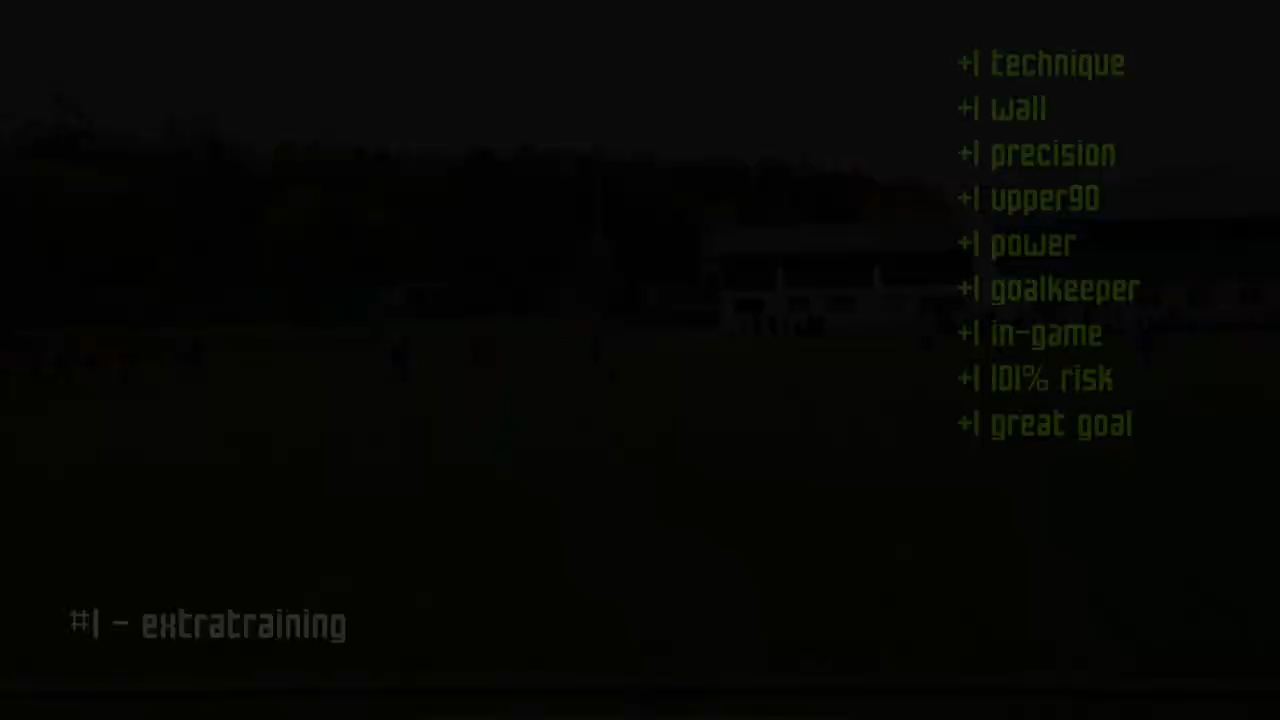 +1 technique
+1 wall
+1 precision
+1 upper90
+1 power
+1 goalkeeper
+1 in-game
+1 101% risk
+1 great goal
#1 - extratraining